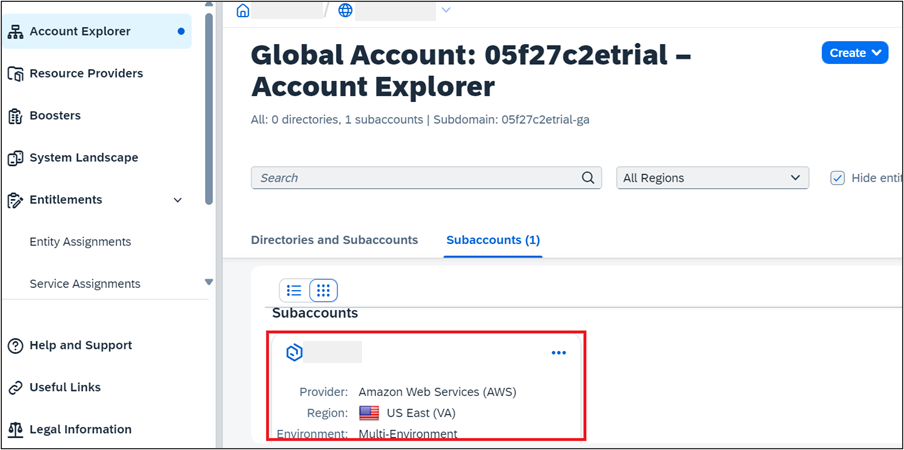 Account Explorer
Resource Providers
Boosters
System Landscape
Entitlements
Entity Assignments
Service Assignments
Help and Support
Useful Links
Legal Information
Global Account: 05f27c2etrial –
Account Explorer
Create
All: 0 directories, 1 subaccounts | Subdomain: 05f27c2etrial-ga
Search
All Regions
Hide entit
Directories and Subaccounts
Subaccounts (1)
Subaccounts
Provider: Amazon Web Services (AWS)
Region: US East (VA)
Environment: Multi-Environment